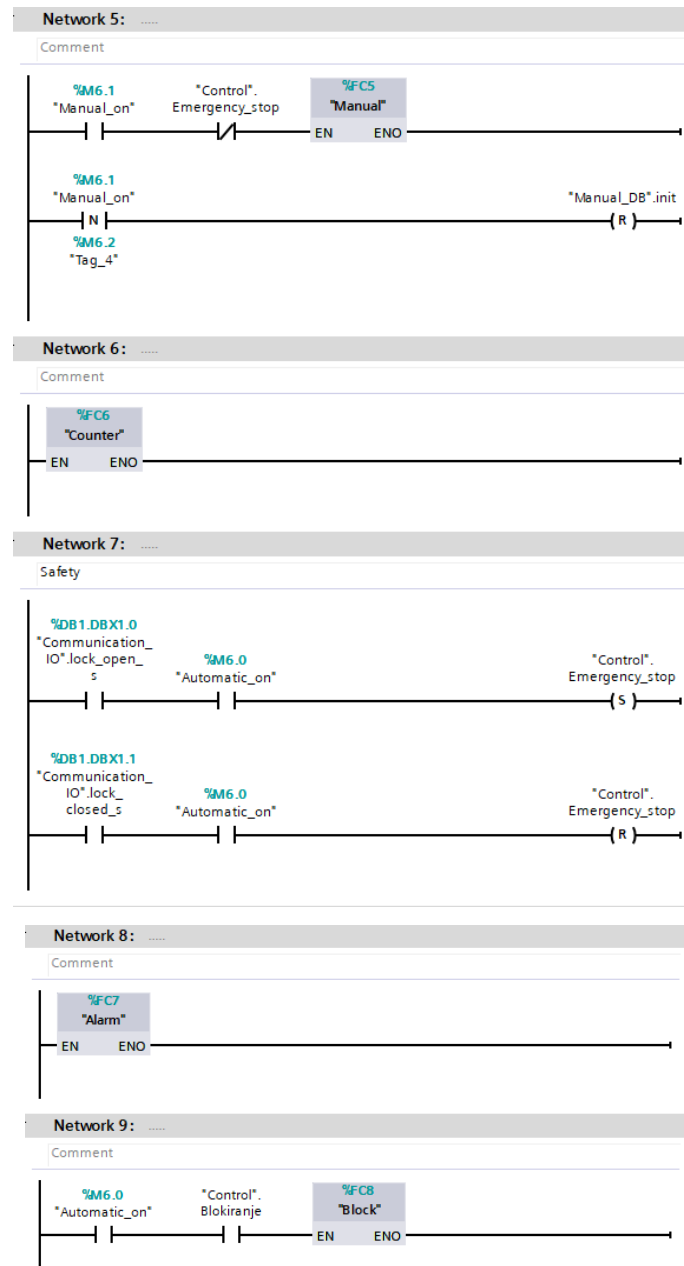 Network 5: .....
Comment
%M6.1
"Manual_on"
"Control".
Emergency_stop
%FC5
"Manual"
EN ENO
%M6.1
"Manual_on"
N
%M6.2
"Tag_4"
"Manual_DB".init
R
Network 6: .....
Comment
%FC6
"Counter"
EN ENO
Network 7: .....
Safety
%DB1.DBX1.0
"Communication_
IO".lock_open_
s
%M6.0
"Automatic_on"
"Control".
Emergency_stop
S
%DB1.DBX1.1
"Communication_
IO".lock_
closed_s
%M6.0
"Automatic_on"
"Control".
Emergency_stop
R
Network 8: .....
Comment
%FC7
"Alarm"
EN ENO
Network 9: .....
Comment
%M6.0
"Automatic_on"
"Control".
Blokiranje
%FC8
"Block"
EN ENO